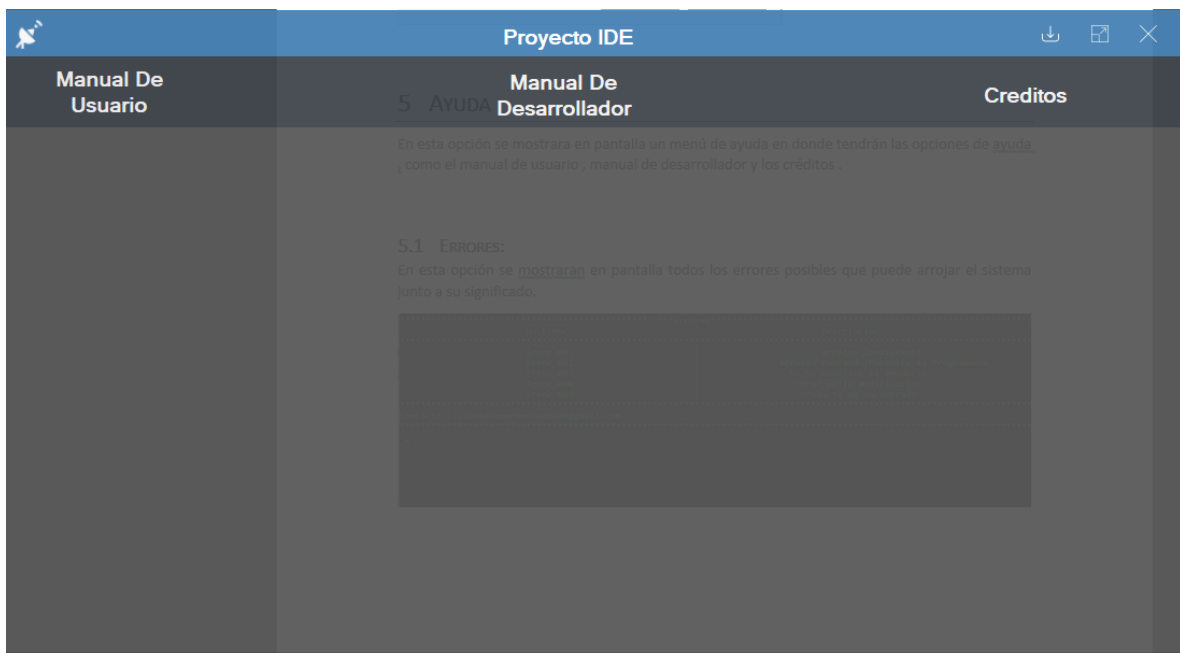 Proyecto IDE
Manual De
Usuario
Manual De
Desarrollador
Creditos
5 AYUDA
En esta opción se mostrara en pantalla un menú de ayuda en donde tendrán las opciones de ayuda
, como el manual de usuario , manual de desarrollador y los créditos .
5.1 ERRORES:
En esta opción se mostraran en pantalla todos los errores posibles que puede arrojar el sistema
junto a su significado.